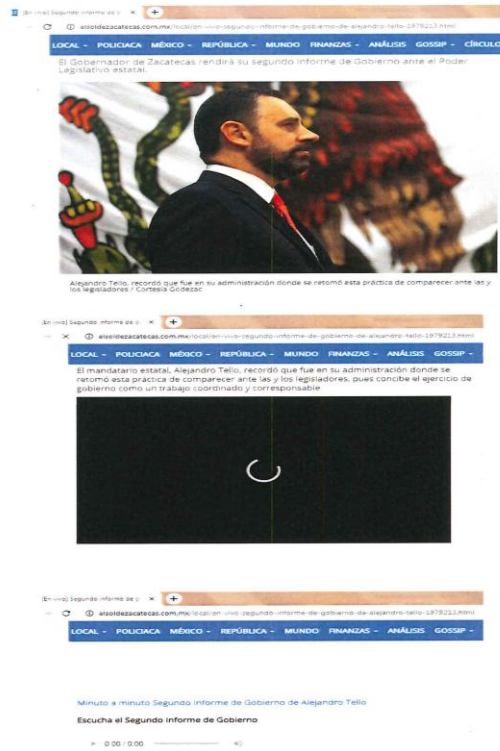 [En vivo] Segundo informe de g × +
elsoldezacatecas.com.mx/local/en-vivo-segundo-informe-de-gobierno-de-alejandro-tello-1979213.html
LOCAL POLICIACA MÉXICO REPÚBLICA MUNDO FINANZAS ANÁLISIS GOSSIP CÍRCULO
El Gobernador de Zacatecas rendirá su segundo informe de Gobierno ante el Poder
Legislativo estatal.
Alejandro Tello, recordó que fue en su administración donde se retomó esta práctica de comparecer ante las y
los legisladores / Cortesía Godezac
[En vivo] Segundo informe de g × +
elsoldezacatecas.com.mx/local/en-vivo-segundo-informe-de-gobierno-de-alejandro-tello-1979213.html
LOCAL POLICIACA MÉXICO REPÚBLICA MUNDO FINANZAS ANÁLISIS GOSSIP
El mandatario estatal, Alejandro Tello, recordó que fue en su administración donde se
retomó esta práctica de comparecer ante las y los legisladores, pues concibe el ejercicio de
gobierno como un trabajo coordinado y corresponsable
[En vivo] Segundo informe de g × +
elsoldezacatecas.com.mx/local/en-vivo-segundo-informe-de-gobierno-de-alejandro-tello-1979213.html
LOCAL POLICIACA MÉXICO REPÚBLICA MUNDO FINANZAS ANÁLISIS GOSSIP
Minuto a minuto Segundo Informe de Gobierno de Alejandro Tello
Escucha el Segundo Informe de Gobierno
0:00 / 0:00